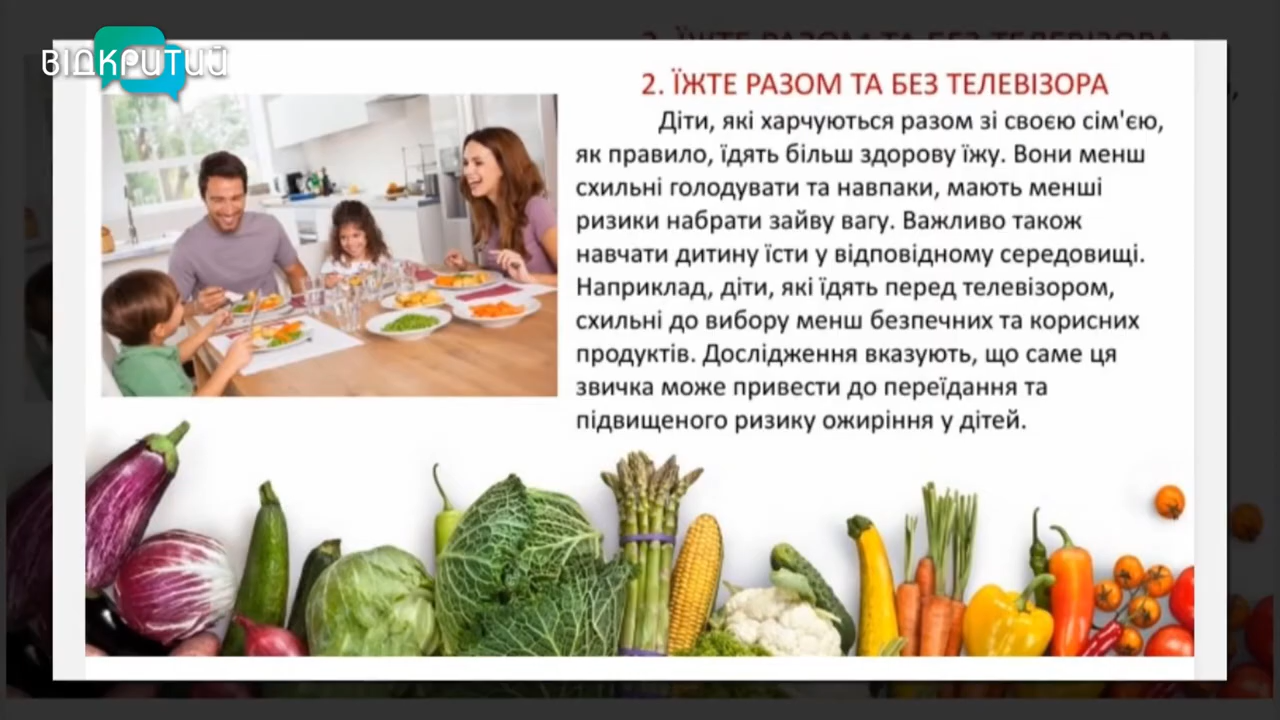 ВІДКРИТИЙ
2. ЇЖТЕ РАЗОМ ТА БЕЗ ТЕЛЕВІЗОРА
Діти, які харчуються разом зі своєю сім'єю,
як правило, їдять більш здорову їжу. Вони менш
схильні голодувати та навпаки, мають менші
ризики набрати зайву вагу. Важливо також
навчати дитину їсти у відповідному середовищі.
Наприклад, діти, які їдять перед телевізором,
схильні до вибору менш безпечних та корисних
продуктів. Дослідження вказують, що саме ця
звичка може привести до переїдання та
підвищеного ризику ожиріння у дітей.